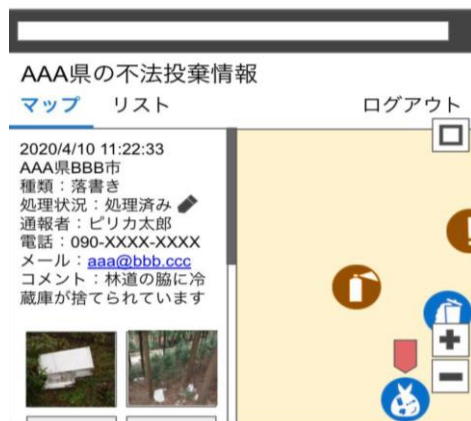 AAA県の不法投棄情報
マップ リスト ログアウト
2020/4/10 11:22:33
AAA県BBB市
種類：落書き
処理状況：処理済み
通報者：ピリカ太郎
電話：090-XXXX-XXXX
メール：aaa@bbb.ccc
コメント：林道の脇に冷
蔵庫が捨てられています